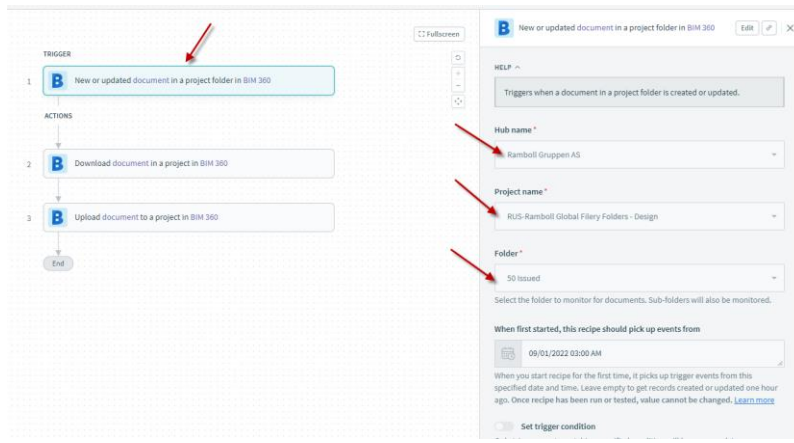 Fullscreen
TRIGGER
1 B New or updated document in a project folder in BIM 360
ACTIONS
2 B Download document in a project in BIM 360
3 B Upload document to a project in BIM 360
End
B New or updated document in a project folder in BIM 360
Edit
HELP
Triggers when a document in a project folder is created or updated.
Hub name *
Ramboll Gruppen AS
Project name *
RUS-Ramboll Global Filery Folders - Design
Folder *
50 Issued
Select the folder to monitor for documents. Sub-folders will also be monitored.
When first started, this recipe should pick up events from
09/01/2022 03:00 AM
When you start recipe for the first time, it picks up trigger events from this
specified date and time. Leave empty to get records created or updated one hour
ago. Once recipe has been run or tested, value cannot be changed. Learn more
Set trigger condition